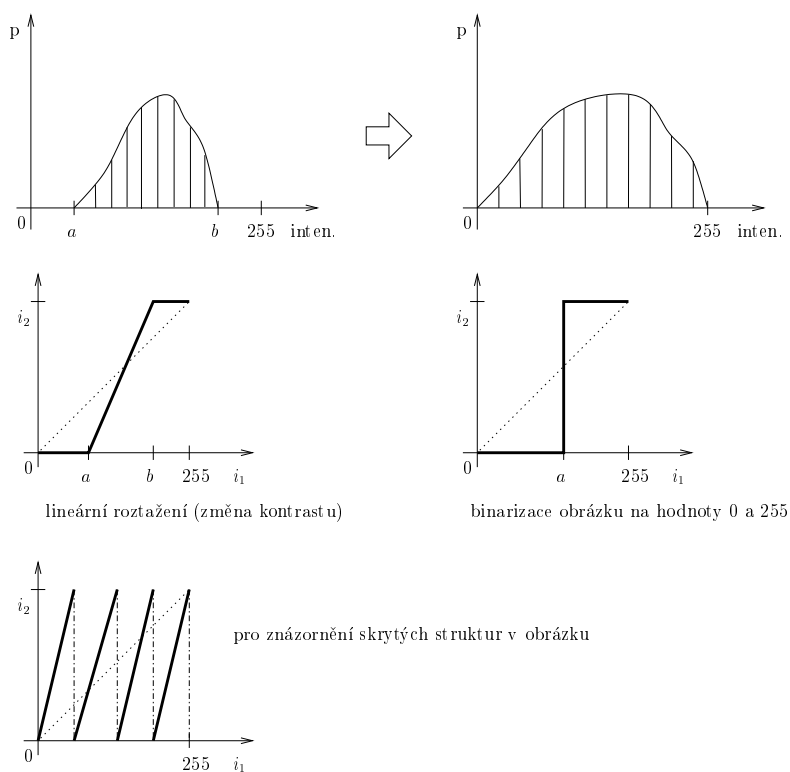 p
0
a
b
255
inten.
p
0
255
inten.
i₂
0
a
b
255
i₁
lineární roztažení (změna kontrastu)
i₂
0
a
255
i₁
binarizace obrázku na hodnoty 0 a 255
i₂
0
255
i₁
pro znázornění skrytých struktur v obrázku